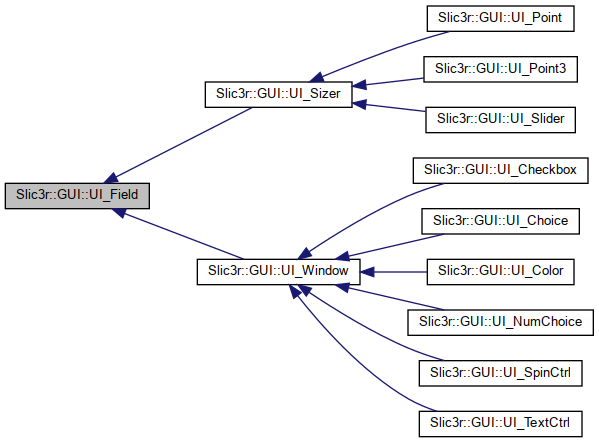 Slic3r::GUI::UI_Point
Slic3r::GUI::UI_Point3
Slic3r::GUI::UI_Sizer
Slic3r::GUI::UI_Slider
Slic3r::GUI::UI_Checkbox
Slic3r::GUI::UI_Field
Slic3r::GUI::UI_Choice
Slic3r::GUI::UI_Window
Slic3r::GUI::UI_Color
Slic3r::GUI::UI_NumChoice
Slic3r::GUI::UI_SpinCtrl
Slic3r::GUI::UI_TextCtrl